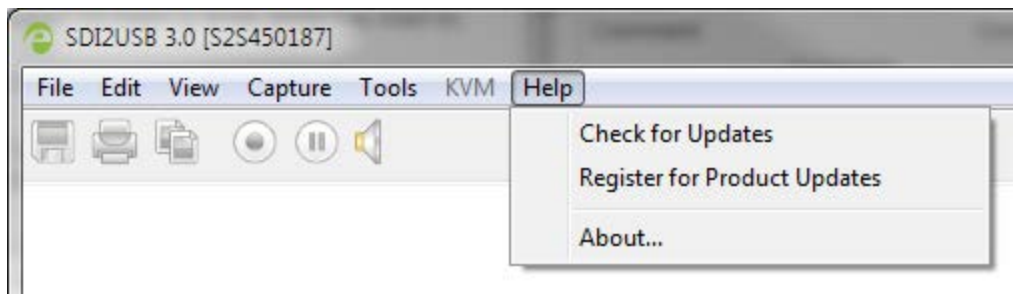 SDI2USB 3.0 [S2S450187]
File Edit View Capture Tools KVM Help
Check for Updates
Register for Product Updates
About...